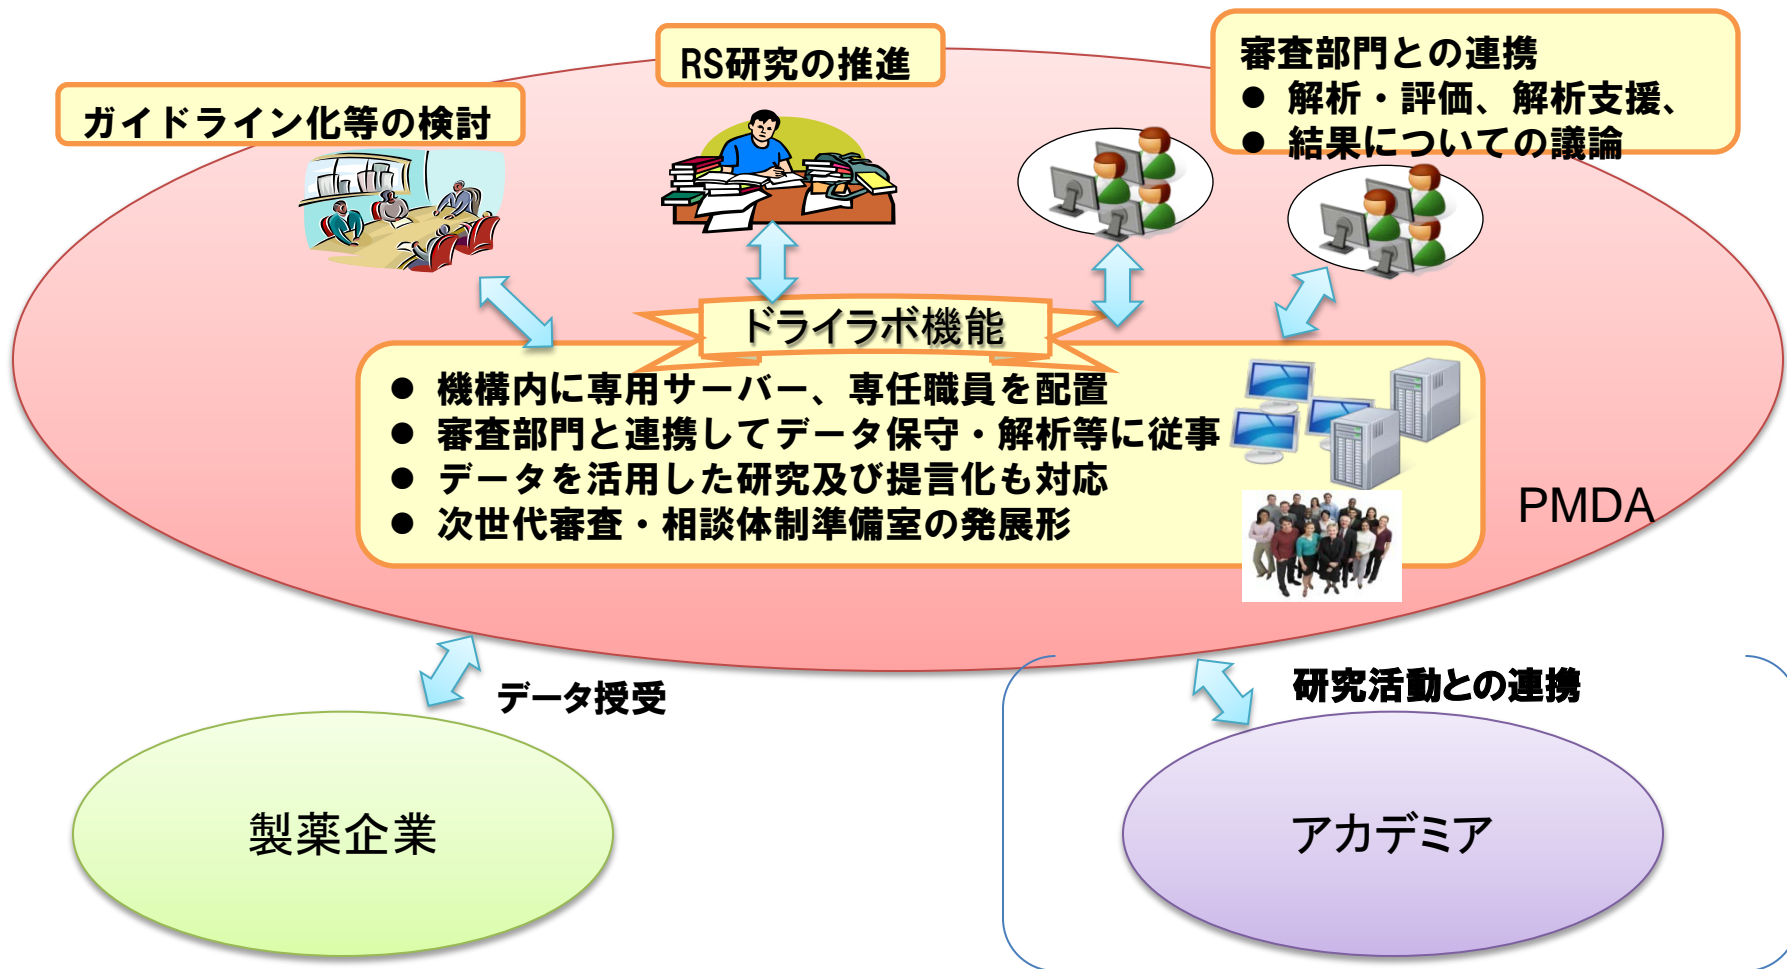 RS研究の推進
審査部門との連携
● 解析・評価、解析支援、
● 結果についての議論
ガイドライン化等の検討
ドライラボ機能
● 機構内に専用サーバー、専任職員を配置
● 審査部門と連携してデータ保守・解析等に従事
● データを活用した研究及び提言化も対応
● 次世代審査・相談体制準備室の発展形
PMDA
データ授受
研究活動との連携
製薬企業
アカデミア